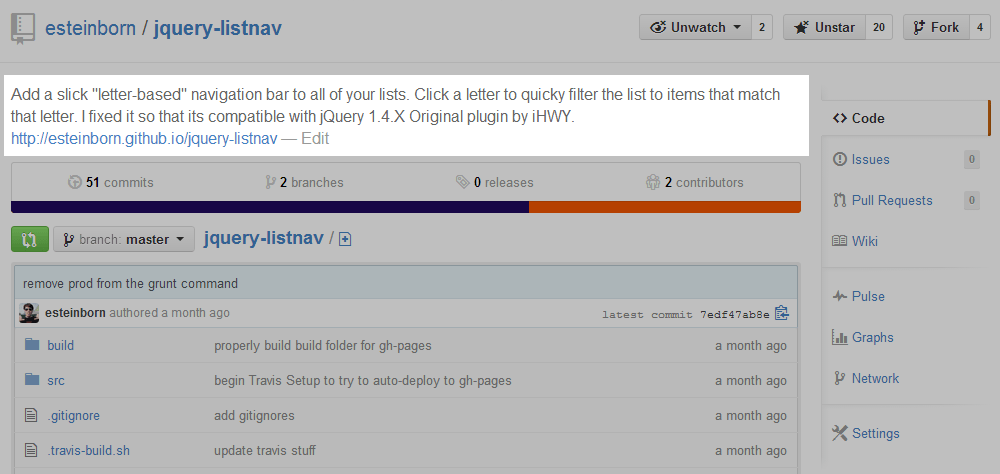 esteinborn / jquery-listnav
Unwatch 2 Unstar 20 Fork 4
Add a slick "letter-based" navigation bar to all of your lists. Click a letter to quicky filter the list to items that match
that letter. I fixed it so that its compatible with jQuery 1.4.X Original plugin by iHWY.
http://esteinborn.github.io/jquery-listnav — Edit
51 commits 2 branches 0 releases 2 contributors
branch: master jquery-listnav /
remove prod from the grunt command
esteinborn authored a month ago latest commit 7edf47ab8e
build properly build build folder for gh-pages a month ago
src begin Travis Setup to try to auto-deploy to gh-pages a month ago
.gitignore add gitignores a month ago
.travis-build.sh update travis stuff a month ago
Code
Issues 0
Pull Requests 0
Wiki
Pulse
Graphs
Network
Settings